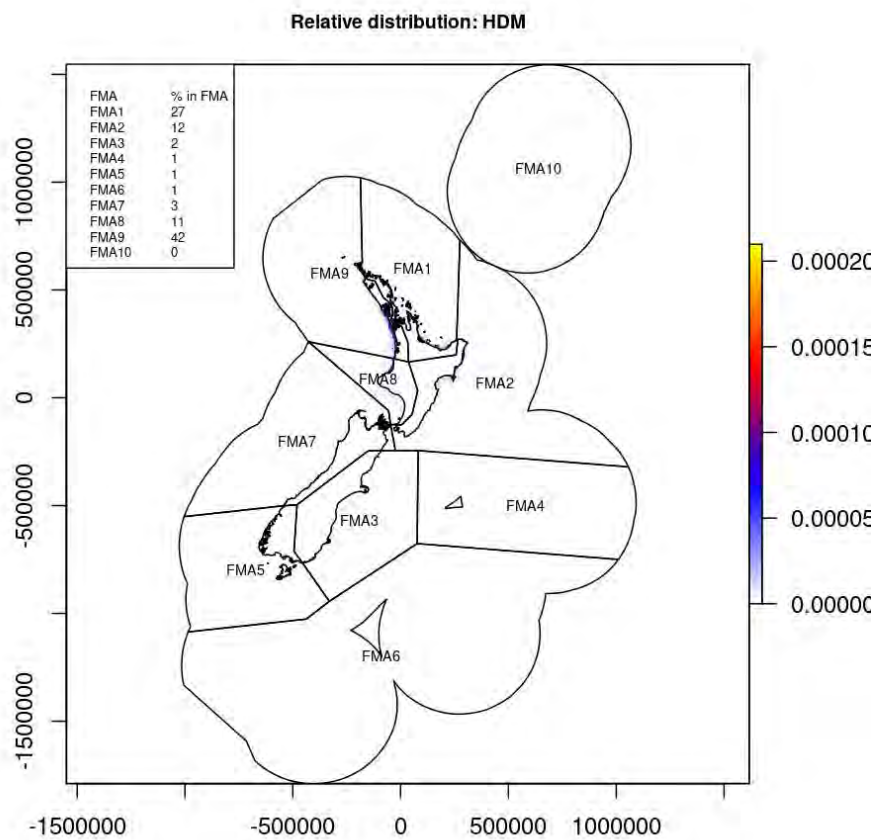 Relative distribution: HDM
FMA % in FMA
FMA1 27
FMA2 12
FMA3 2
FMA4 1
FMA5 1
FMA6 1
FMA7 3
FMA8 11
FMA9 42
FMA10 0
FMA10
FMA9
FMA1
FMA8
FMA2
FMA7
FMA4
FMA3
FMA5
FMA6
1000000
500000
0
-500000
-1500000
-1500000 -500000 0 500000 1000000
0.00020
0.00015
0.00010
0.00005
0.00000